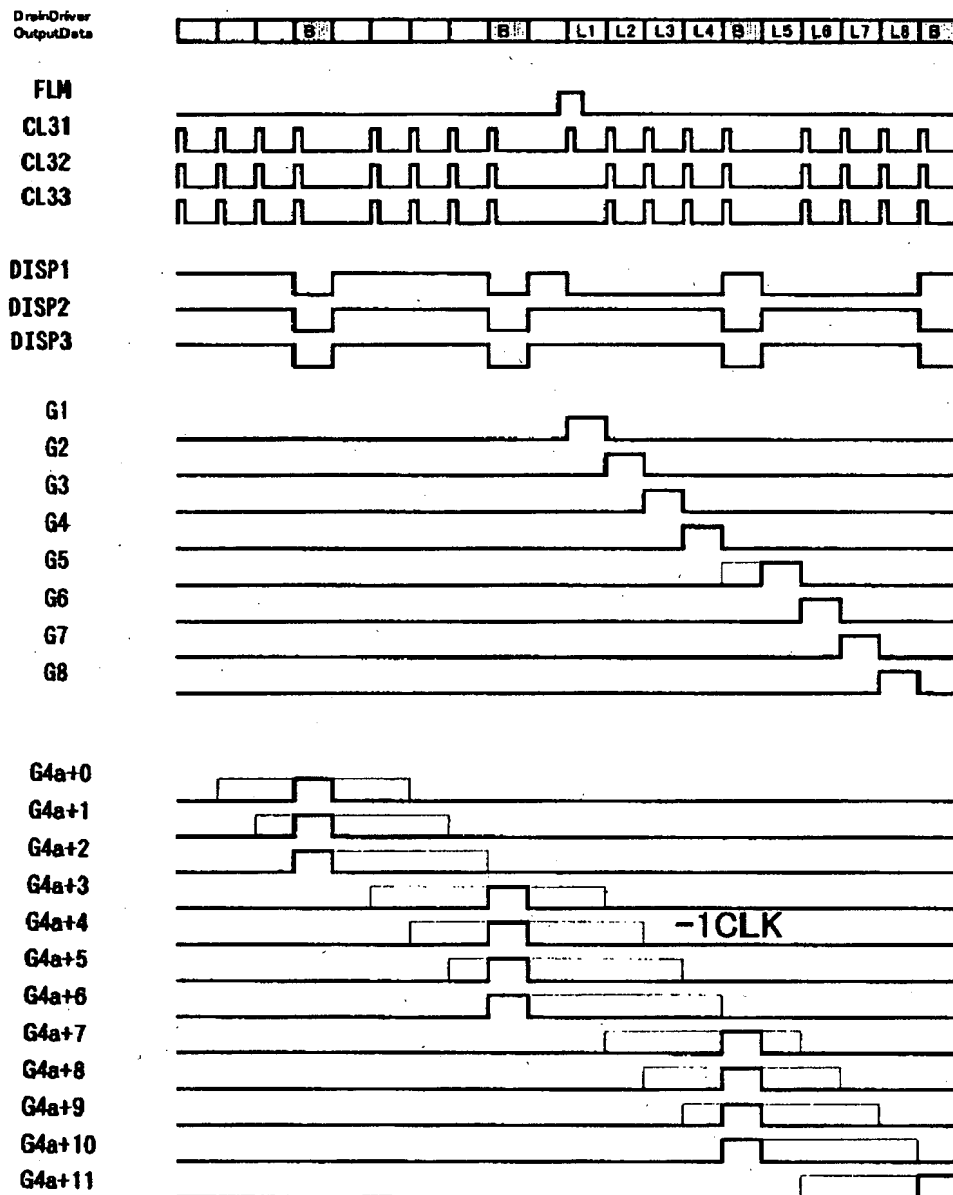 DrainDriver
OutputData
B B L1 L2 L3 L4 B L5 L6 L7 L8 B
FLM
CL31
CL32
CL33
DISP1
DISP2
DISP3
G1
G2
G3
G4
G5
G6
G7
G8
G4a+0
G4a+1
G4a+2
G4a+3
G4a+4 -1CLK
G4a+5
G4a+6
G4a+7
G4a+8
G4a+9
G4a+10
G4a+11